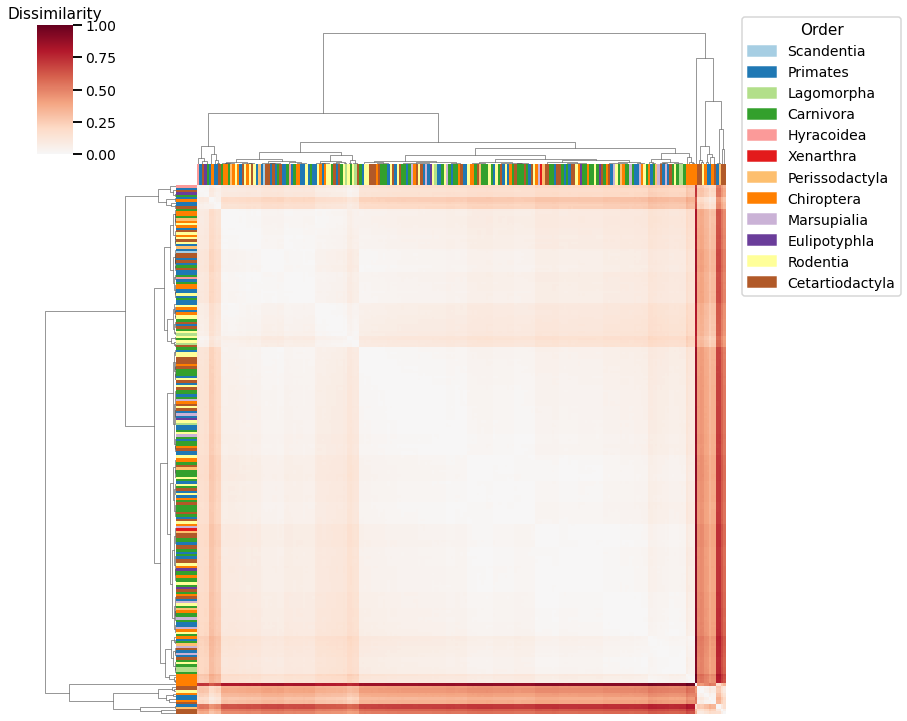 Dissimilarity
1.00
0.75
0.50
0.25
0.00
Order
Scandentia
Primates
Lagomorpha
Carnivora
Hyracoidea
Xenarthra
Perissodactyla
Chiroptera
Marsupialia
Eulipotyphla
Rodentia
Cetartiodactyla